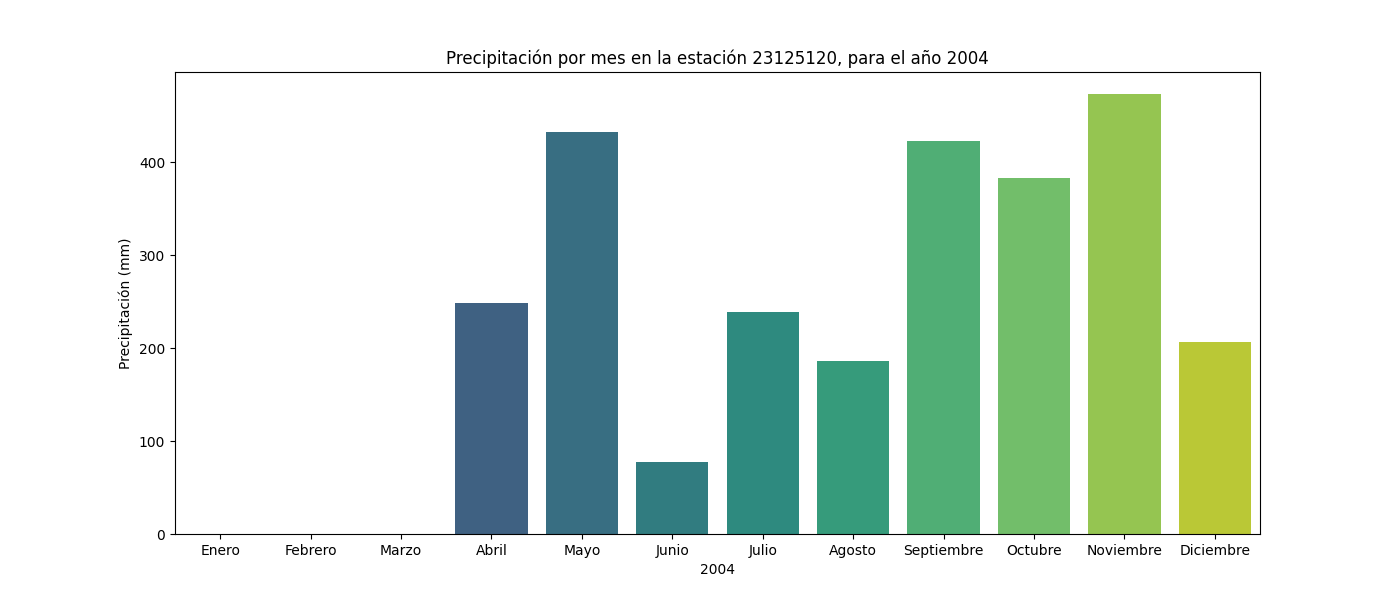 Precipitación por mes en la estación 23125120, para el año 2004
Precipitación (mm)
400
300
200
100
0
Enero Febrero Marzo Abril Mayo Junio Julio Agosto Septiembre Octubre Noviembre Diciembre
2004